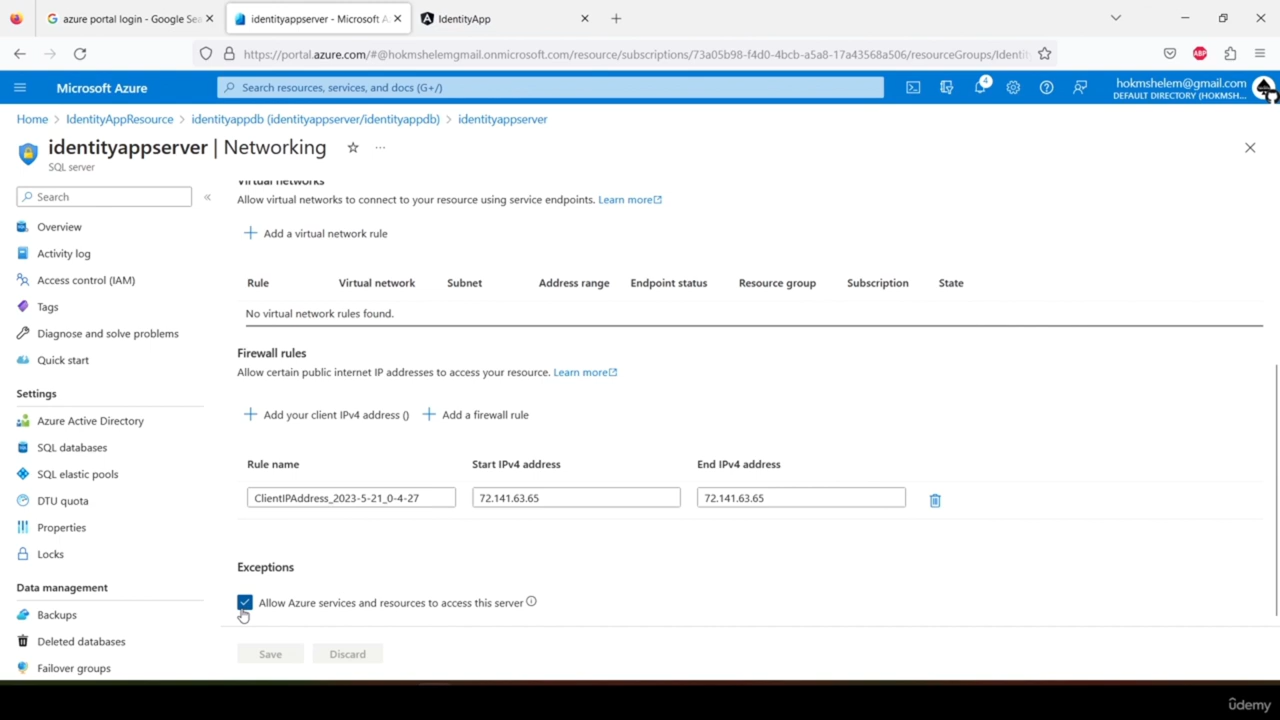 azure portal login - Google Sea
identityappserver - Microsoft A
IdentityApp
https://portal.azure.com/#@hokmshelemgmail.onmicrosoft.com/resource/subscriptions/73a05b98-f4d0-4bcb-a5a8-17a43568a506/resourceGroups/Identi
ABP
Microsoft Azure
Search resources, services, and docs (G+/)
4
hokmshelem@gmail.com
DEFAULT DIRECTORY (HOKMSH...
Home > IdentityAppResource > identityappdb (identityappserver/identityappdb) > identityappserver
identityappserver | Networking
SQL server
Search
Overview
Activity log
Access control (IAM)
Tags
Diagnose and solve problems
Quick start
Settings
Azure Active Directory
SQL databases
SQL elastic pools
DTU quota
Properties
Locks
Data management
Backups
Deleted databases
Failover groups
Virtual networks
Allow virtual networks to connect to your resource using service endpoints. Learn more
+ Add a virtual network rule
Rule Virtual network Subnet Address range Endpoint status Resource group Subscription State
No virtual network rules found.
Firewall rules
Allow certain public internet IP addresses to access your resource. Learn more
+ Add your client IPv4 address () + Add a firewall rule
Rule name Start IPv4 address End IPv4 address
ClientIPAddress_2023-5-21_0-4-27 72.141.63.65 72.141.63.65
Exceptions
Allow Azure services and resources to access this server
Save Discard
ûdemy